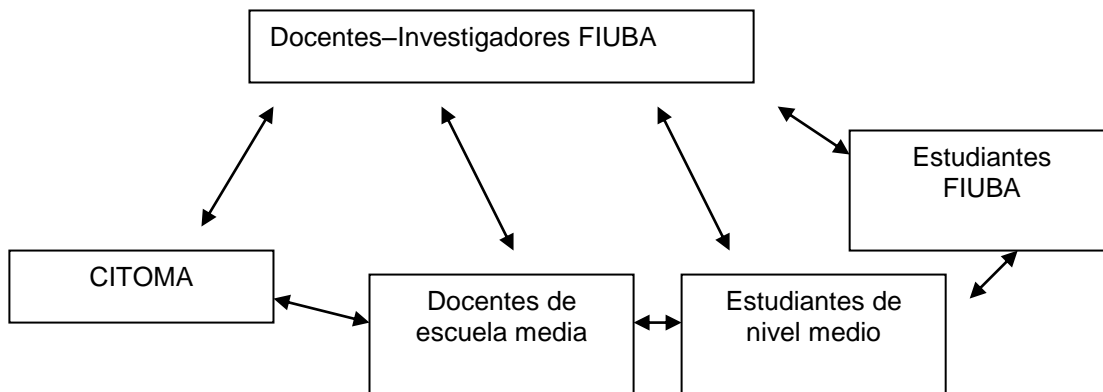 Docentes–Investigadores FIUBA
Estudiantes
FIUBA
CITOMA
Docentes de
escuela media
Estudiantes de
nivel medio